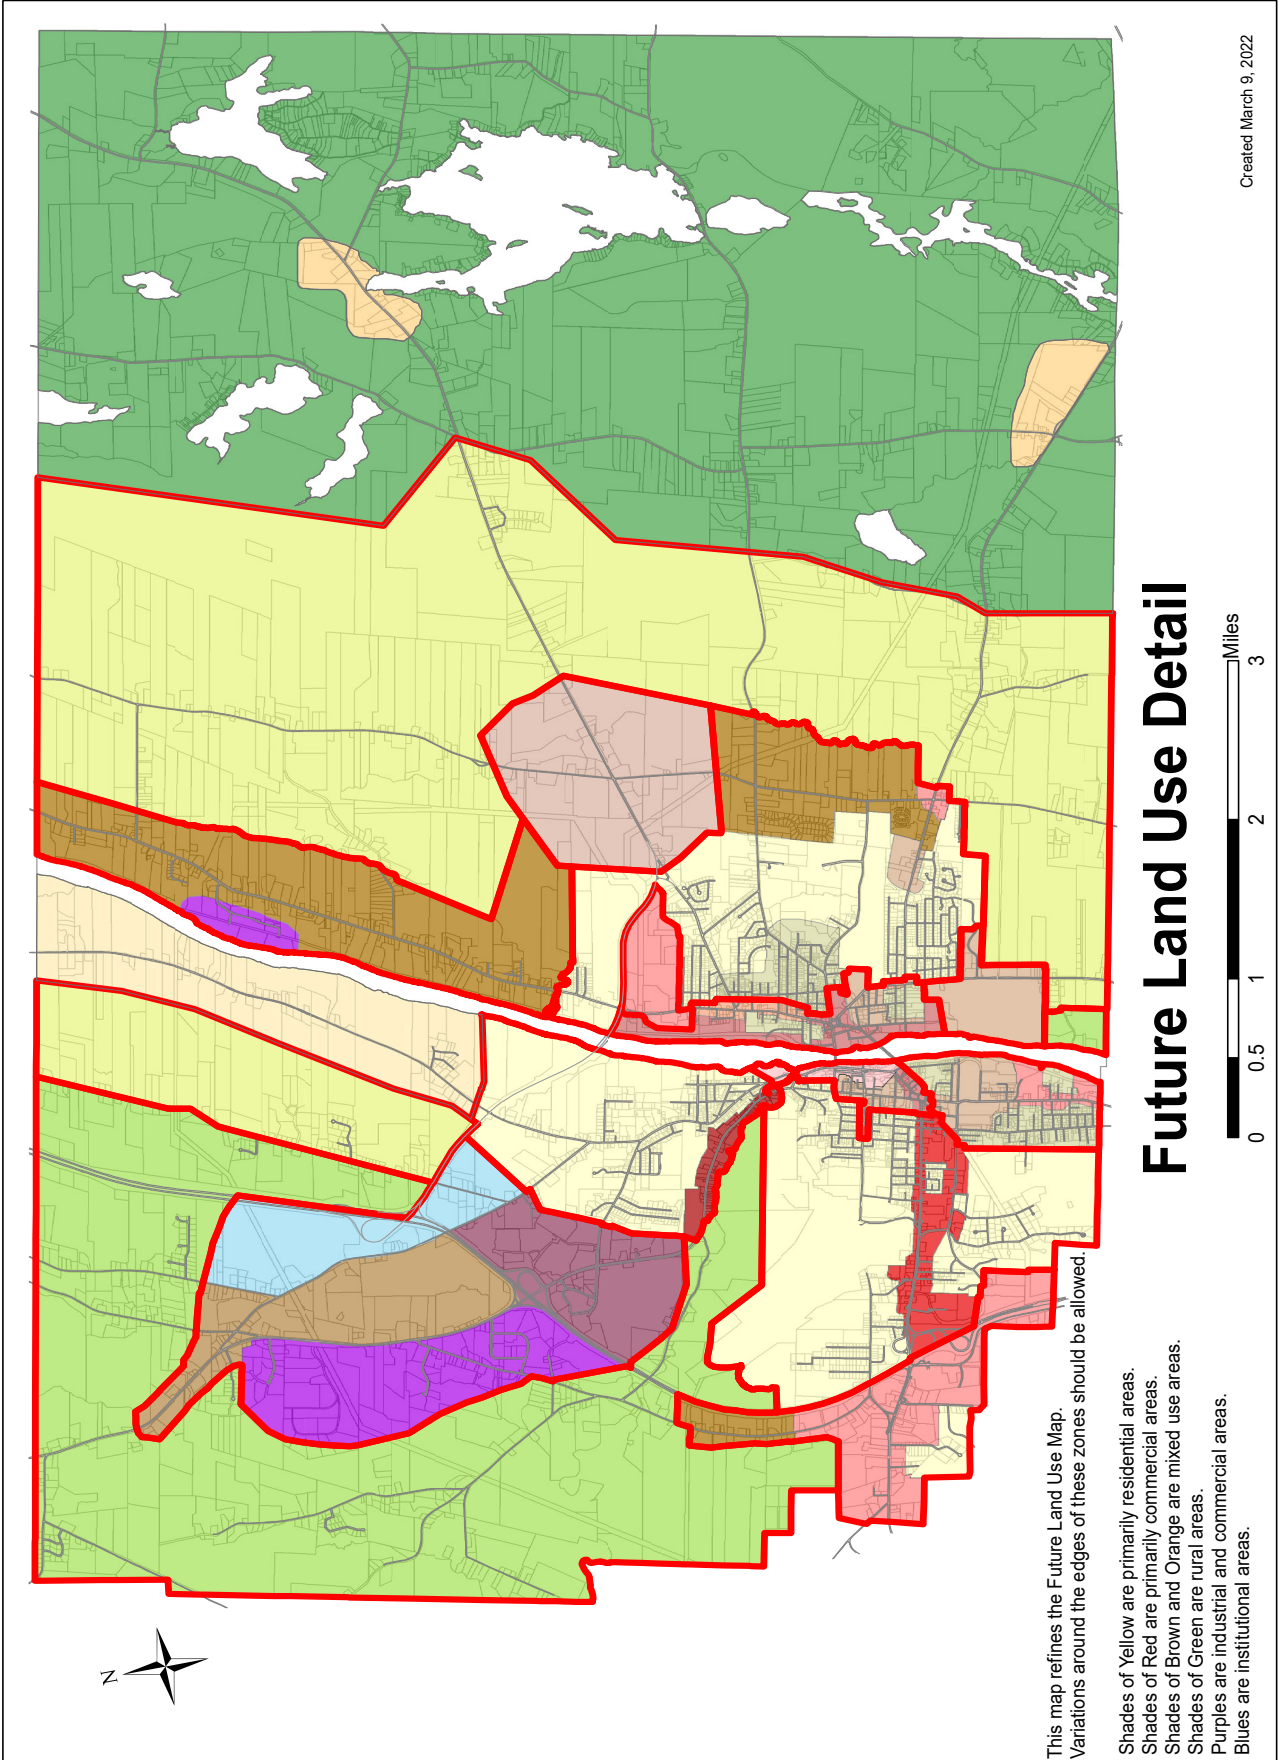 Created March 9, 2022
N
Future Land Use Detail
0 0.5 1 2 3
Miles
This map refines the Future Land Use Map.
Variations around the edges of these zones should be allowed.
Shades of Yellow are primarily residential areas.
Shades of Red are primarily commercial areas.
Shades of Brown and Orange are mixed use areas.
Shades of Green are rural areas.
Purples are industrial and commercial areas.
Blues are institutional areas.